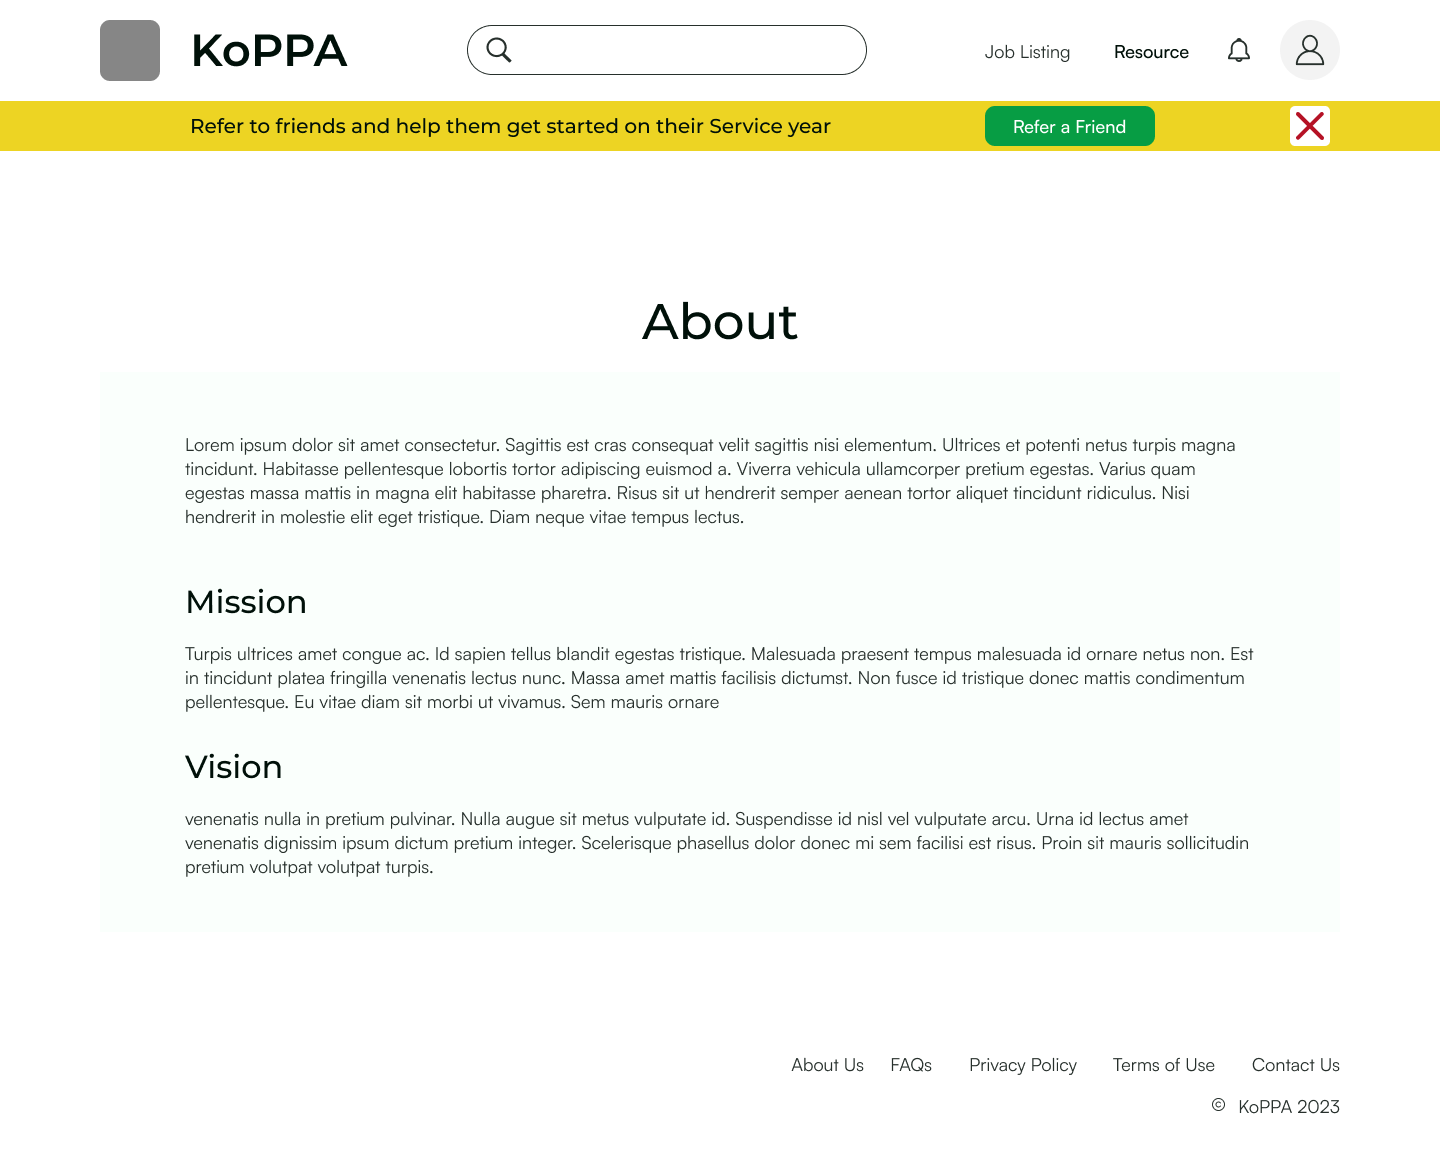 KoPPA
Job Listing
Resource
Refer to friends and help them get started on their Service year
Refer a Friend
About
Lorem ipsum dolor sit amet consectetur. Sagittis est cras consequat velit sagittis nisi elementum. Ultrices et potenti netus turpis magna
tincidunt. Habitasse pellentesque lobortis tortor adipiscing euismod a. Viverra vehicula ullamcorper pretium egestas. Varius quam
egestas massa mattis in magna elit habitasse pharetra. Risus sit ut hendrerit semper aenean tortor aliquet tincidunt ridiculus. Nisi
hendrerit in molestie elit eget tristique. Diam neque vitae tempus lectus.
Mission
Turpis ultrices amet congue ac. Id sapien tellus blandit egestas tristique. Malesuada praesent tempus malesuada id ornare netus non. Est
in tincidunt platea fringilla venenatis lectus nunc. Massa amet mattis facilisis dictumst. Non fusce id tristique donec mattis condimentum
pellentesque. Eu vitae diam sit morbi ut vivamus. Sem mauris ornare
Vision
venenatis nulla in pretium pulvinar. Nulla augue sit metus vulputate id. Suspendisse id nisl vel vulputate arcu. Urna id lectus amet
venenatis dignissim ipsum dictum pretium integer. Scelerisque phasellus dolor donec mi sem facilisi est risus. Proin sit mauris sollicitudin
pretium volutpat volutpat turpis.
About Us
FAQs
Privacy Policy
Terms of Use
Contact Us
© KoPPA 2023